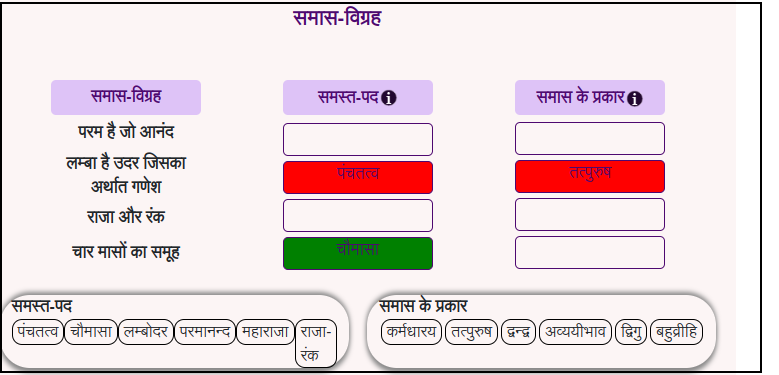 समास-विग्रह
समास-विग्रह समस्त-पद i समास के प्रकार i
परम है जो आनंद
लम्बा है उदर जिसका
अर्थात गणेश
पंचतत्व तत्पुरुष
राजा और रंक
चार मासों का समूह चौमासा
समस्त-पद
पंचतत्व चौमासा लम्बोदर परमानन्द महाराजा राजा-
रंक
समास के प्रकार
कर्मधारय तत्पुरुष द्वन्द्व अव्ययीभाव द्विगु बहुव्रीहि